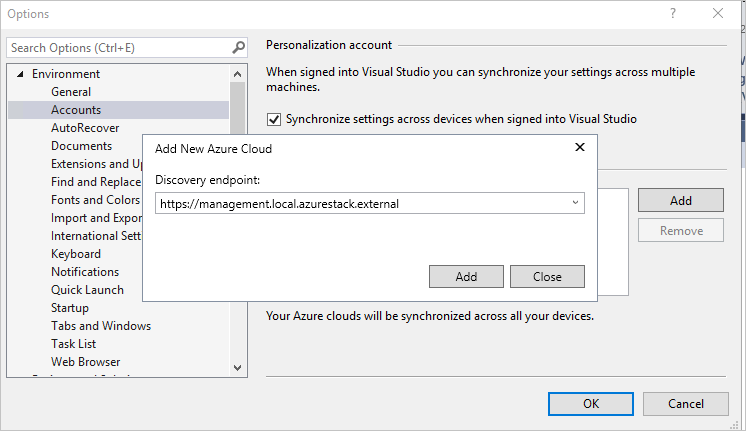 Options
Search Options (Ctrl+E)
Environment
General
Accounts
AutoRecover
Documents
Extensions and Up
Find and Replace
Fonts and Colors
Import and Expor
International Sett
Keyboard
Notifications
Quick Launch
Startup
Tabs and Windows
Task List
Web Browser
Personalization account
When signed into Visual Studio you can synchronize your settings across multiple
machines.
Synchronize settings across devices when signed into Visual Studio
Add New Azure Cloud
Discovery endpoint:
https://management.local.azurestack.external
Add
Close
Add
Remove
Your Azure clouds will be synchronized across all your devices.
OK
Cancel